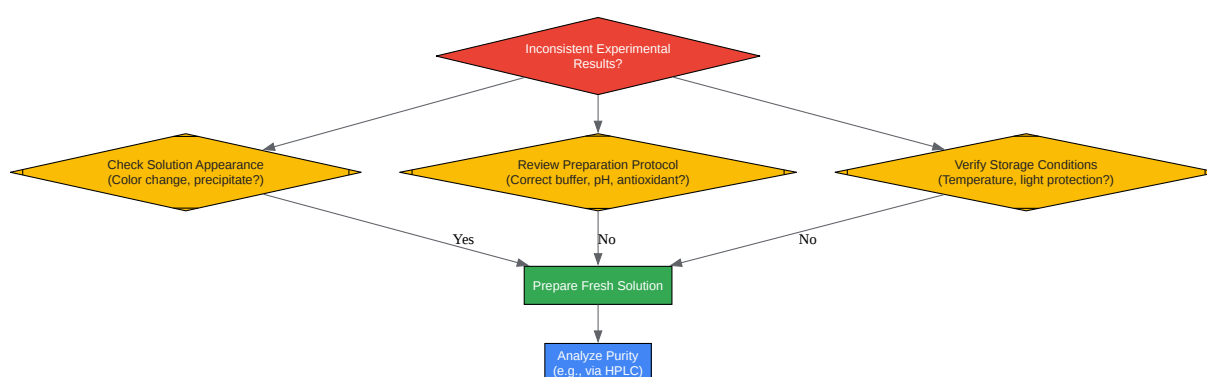 Inconsistent Experimental
Results?
Check Solution Appearance
(Color change, precipitate?)
Review Preparation Protocol
(Correct buffer, pH, antioxidant?)
Verify Storage Conditions
(Temperature, light protection?)
Yes
No
No
Prepare Fresh Solution
Analyze Purity
(e.g., via HPLC)